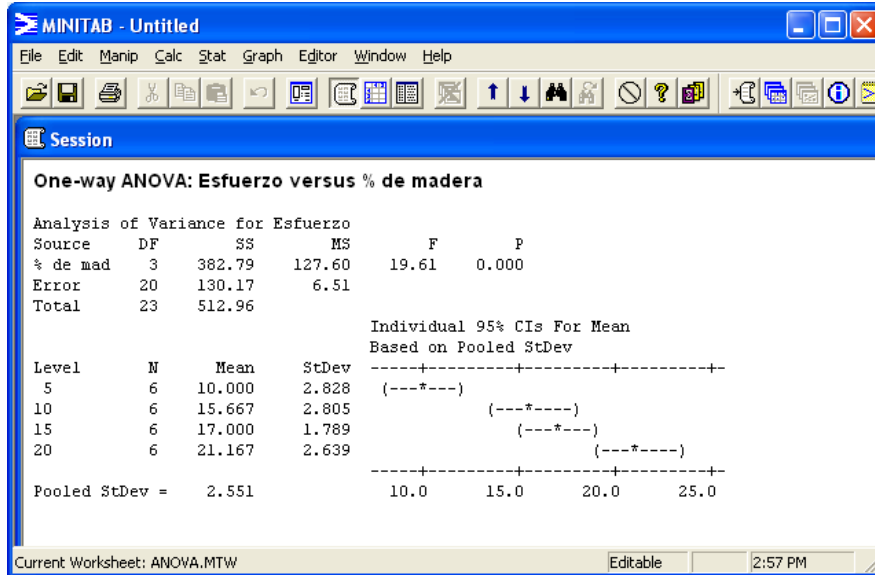 MINITAB - Untitled
File Edit Manip Calc Stat Graph Editor Window Help
Session
One-way ANOVA: Esfuerzo versus % de madera
Analysis of Variance for Esfuerzo
Source DF SS MS F P
% de mad 3 382.79 127.60 19.61 0.000
Error 20 130.17 6.51
Total 23 512.96
Individual 95% CIs For Mean
Based on Pooled StDev
Level N Mean StDev -----+---------+---------+---------+-
5 6 10.000 2.828 (---*---)
10 6 15.667 2.805 (---*----)
15 6 17.000 1.789 (---*---)
20 6 21.167 2.639 (---*----)
-----+---------+---------+---------+-
Pooled StDev = 2.551 10.0 15.0 20.0 25.0
Current Worksheet: ANOVA.MTW Editable 2:57 PM